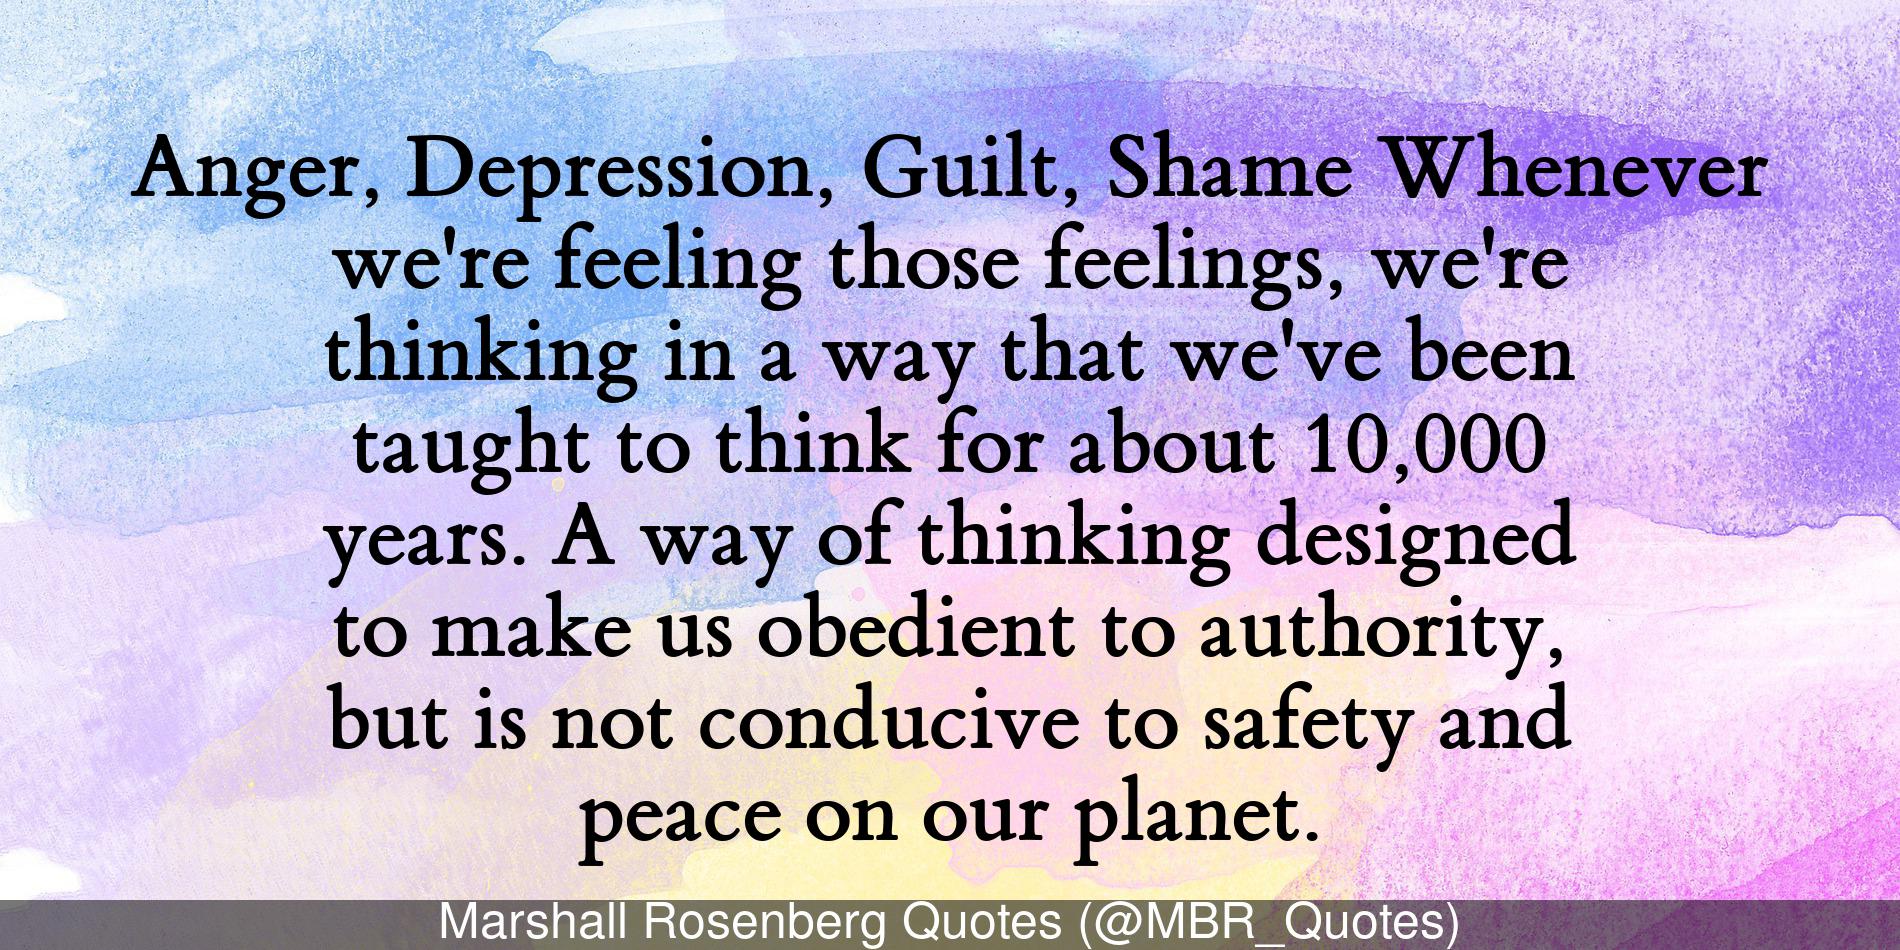 Anger, Depression, Guilt, Shame Whenever
we're feeling those feelings, we're
thinking in a way that we've been
taught to think for about 10,000
years. A way of thinking designed
to make us obedient to authority,
but is not conducive to safety and
peace on our planet.
Marshall Rosenberg Quotes (@MBR_Quotes)